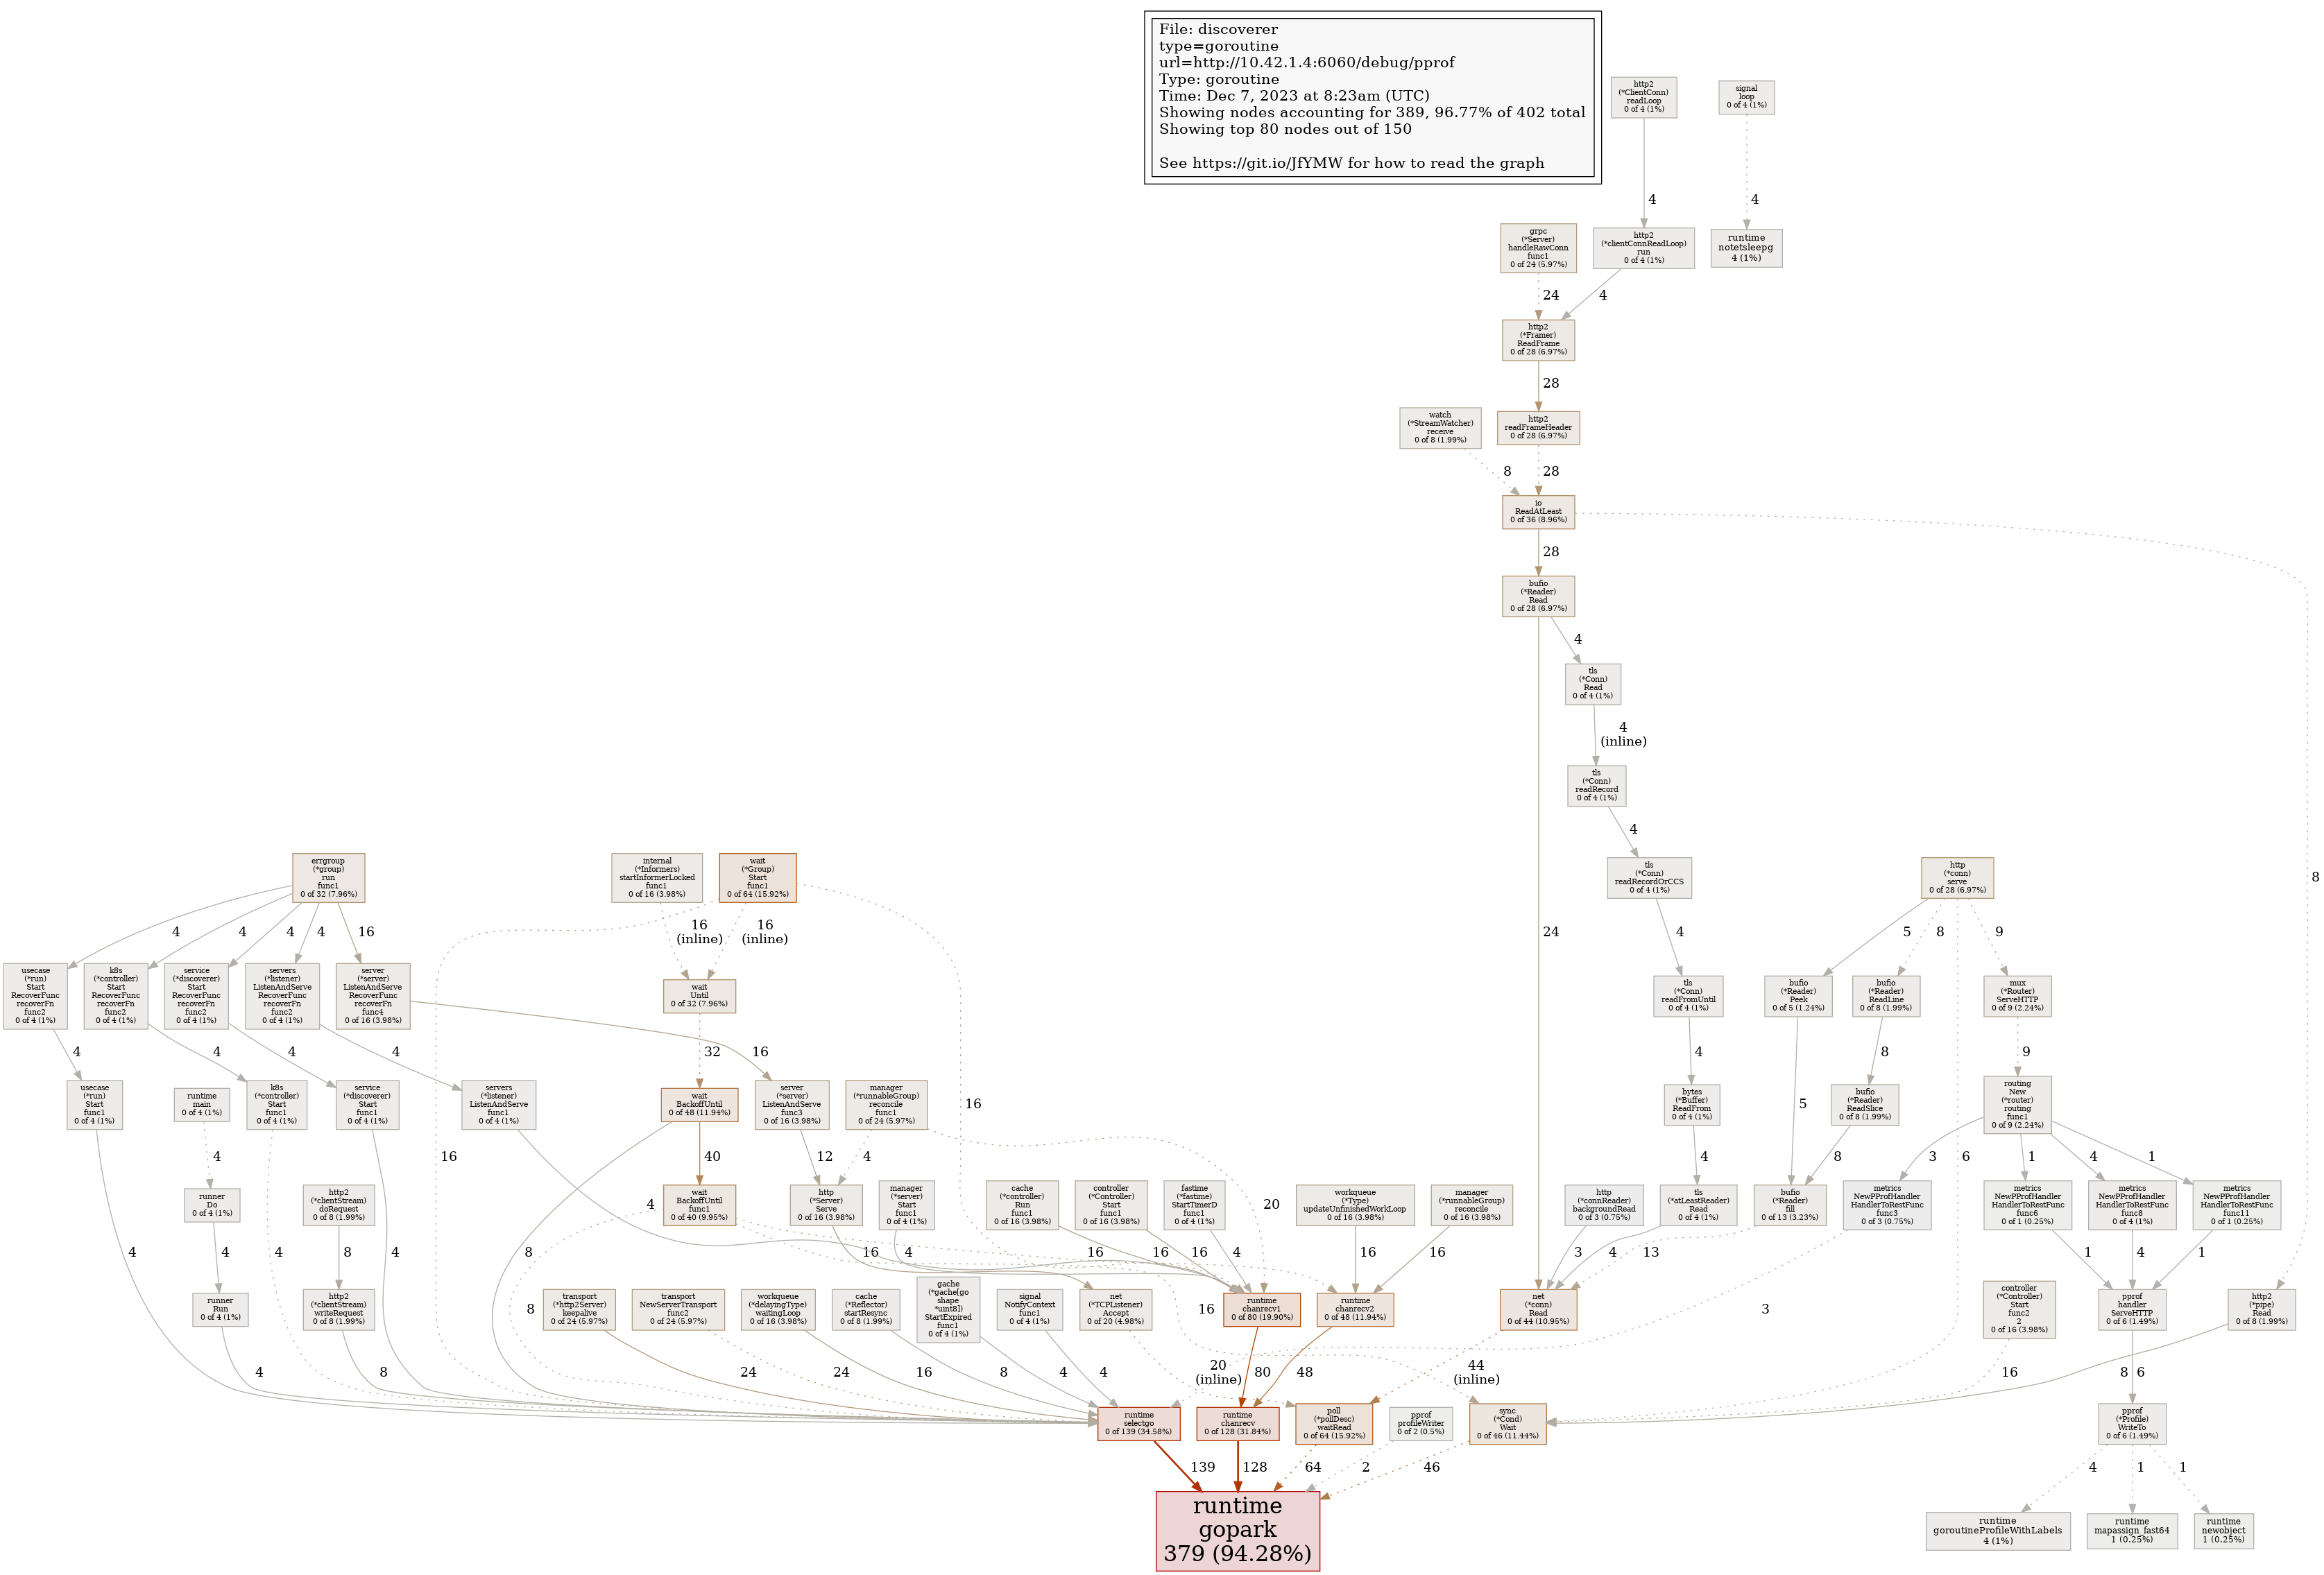 File: discoverer
type=goroutine
url=http://10.42.1.4:6060/debug/pprof
Type: goroutine
Time: Dec 7, 2023 at 8:23am (UTC)
Showing nodes accounting for 389, 96.77% of 402 total
Showing top 80 nodes out of 150
See https://git.io/JfYMW for how to read the graph
http2
(*ClientConn)
readLoop
0 of 4 (1%)
signal
loop
0 of 4 (1%)
4
4
grpc
(*Server)
handleRawConn
func1
0 of 24 (5.97%)
http2
(*clientConnReadLoop)
run
0 of 4 (1%)
runtime
notetsleepg
4 (1%)
24
4
http2
(*Framer)
ReadFrame
0 of 28 (6.97%)
28
watch
(*StreamWatcher)
receive
0 of 8 (1.99%)
http2
readFrameHeader
0 of 28 (6.97%)
8
28
io
ReadAtLeast
0 of 36 (8.96%)
28
8
bufio
(*Reader)
Read
0 of 28 (6.97%)
24
4
tls
(*Conn)
Read
0 of 4 (1%)
4
(inline)
tls
(*Conn)
readRecord
0 of 4 (1%)
4
tls
(*Conn)
readRecordOrCCS
0 of 4 (1%)
4
errgroup
(*group)
run
func1
0 of 32 (7.96%)
internal
(*Informers)
startInformerLocked
func1
0 of 16 (3.98%)
wait
(*Group)
Start
func1
0 of 64 (15.92%)
http
(*conn)
serve
0 of 28 (6.97%)
4
4
4
4
16
16
(inline)
16
(inline)
16
16
5
8
9
6
usecase
(*run)
Start
RecoverFunc
recoverFn
func2
0 of 4 (1%)
k8s
(*controller)
Start
RecoverFunc
recoverFn
func2
0 of 4 (1%)
service
(*discoverer)
Start
RecoverFunc
recoverFn
func2
0 of 4 (1%)
servers
(*listener)
ListenAndServe
RecoverFunc
recoverFn
func2
0 of 4 (1%)
server
(*server)
ListenAndServe
RecoverFunc
recoverFn
func4
0 of 16 (3.98%)
wait
Until
0 of 32 (7.96%)
tls
(*Conn)
readFromUntil
0 of 4 (1%)
bufio
(*Reader)
Peek
0 of 5 (1.24%)
bufio
(*Reader)
ReadLine
0 of 8 (1.99%)
mux
(*Router)
ServeHTTP
0 of 9 (2.24%)
4
4
4
4
16
32
4
5
8
9
usecase
(*run)
Start
func1
0 of 4 (1%)
runtime
main
0 of 4 (1%)
k8s
(*controller)
Start
func1
0 of 4 (1%)
service
(*discoverer)
Start
func1
0 of 4 (1%)
servers
(*listener)
ListenAndServe
func1
0 of 4 (1%)
wait
BackoffUntil
0 of 48 (11.94%)
server
(*server)
ListenAndServe
func3
0 of 16 (3.98%)
manager
(*runnableGroup)
reconcile
func1
0 of 24 (5.97%)
bytes
(*Buffer)
ReadFrom
0 of 4 (1%)
bufio
(*Reader)
ReadSlice
0 of 8 (1.99%)
routing
New
(*router)
routing
func1
0 of 9 (2.24%)
4
4
4
4
4
8
40
12
4
20
4
8
3
1
4
1
runner
Do
0 of 4 (1%)
http2
(*clientStream)
doRequest
0 of 8 (1.99%)
wait
BackoffUntil
func1
0 of 40 (9.95%)
http
(*Server)
Serve
0 of 16 (3.98%)
manager
(*server)
Start
func1
0 of 4 (1%)
cache
(*controller)
Run
func1
0 of 16 (3.98%)
controller
(*Controller)
Start
func1
0 of 16 (3.98%)
fastime
(*fastime)
StartTimerD
func1
0 of 4 (1%)
workqueue
(*Type)
updateUnfinishedWorkLoop
0 of 16 (3.98%)
manager
(*runnableGroup)
reconcile
0 of 16 (3.98%)
http
(*connReader)
backgroundRead
0 of 3 (0.75%)
tls
(*atLeastReader)
Read
0 of 4 (1%)
bufio
(*Reader)
fill
0 of 13 (3.23%)
metrics
NewPProfHandler
HandlerToRestFunc
func3
0 of 3 (0.75%)
metrics
NewPProfHandler
HandlerToRestFunc
func6
0 of 1 (0.25%)
metrics
NewPProfHandler
HandlerToRestFunc
func8
0 of 4 (1%)
metrics
NewPProfHandler
HandlerToRestFunc
func11
0 of 1 (0.25%)
4
8
8
16
16
4
16
16
4
16
16
3
4
13
3
1
4
1
runner
Run
0 of 4 (1%)
http2
(*clientStream)
writeRequest
0 of 8 (1.99%)
transport
(*http2Server)
keepalive
0 of 24 (5.97%)
transport
NewServerTransport
func2
0 of 24 (5.97%)
workqueue
(*delayingType)
waitingLoop
0 of 16 (3.98%)
cache
(*Reflector)
startResync
0 of 8 (1.99%)
gache
(*gache[go
shape
*uint8])
StartExpired
func1
0 of 4 (1%)
signal
NotifyContext
func1
0 of 4 (1%)
net
(*TCPListener)
Accept
0 of 20 (4.98%)
runtime
chanrecv1
0 of 80 (19.90%)
runtime
chanrecv2
0 of 48 (11.94%)
net
(*conn)
Read
0 of 44 (10.95%)
controller
(*Controller)
Start
func2
2
0 of 16 (3.98%)
pprof
handler
ServeHTTP
0 of 6 (1.49%)
http2
(*pipe)
Read
0 of 8 (1.99%)
4
8
24
24
16
8
4
4
20
(inline)
80
48
44
(inline)
16
8
6
runtime
selectgo
0 of 139 (34.58%)
runtime
chanrecv
0 of 128 (31.84%)
poll
(*pollDesc)
waitRead
0 of 64 (15.92%)
pprof
profileWriter
0 of 2 (0.5%)
sync
(*Cond)
Wait
0 of 46 (11.44%)
pprof
(*Profile)
WriteTo
0 of 6 (1.49%)
139
128
64
2
46
4
1
1
runtime
gopark
379 (94.28%)
runtime
goroutineProfileWithLabels
4 (1%)
runtime
mapassign_fast64
1 (0.25%)
runtime
newobject
1 (0.25%)